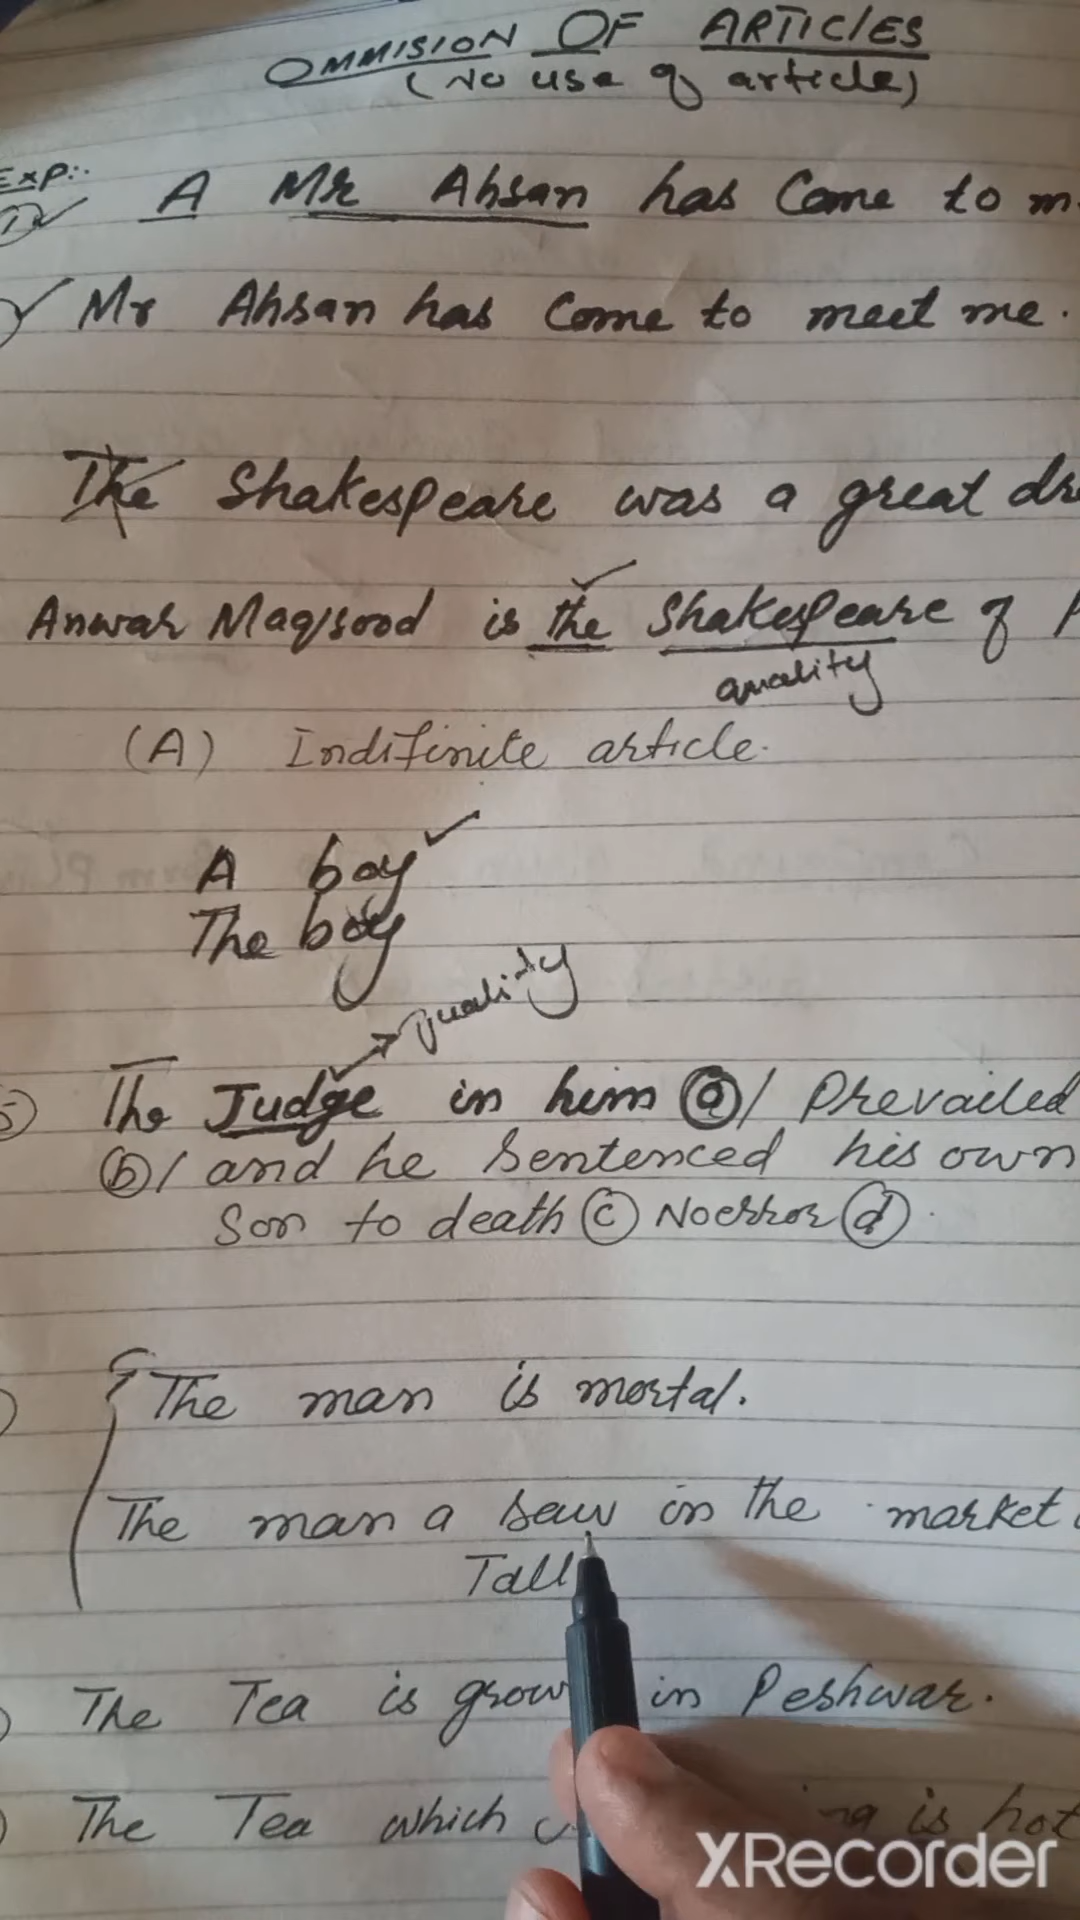 OMMISION OF ARTICLES
(No use of article)
Exp:-
1 A Mr Ahsan has Come to m
Mr Ahsan has Come to meet me.
The Shakespeare was a great dr
Anwar Maqsood is the Shakespeare of P
quality
(A) Indifinite article.
A boy
The boy
quality
5 The Judge in him (a)/ Prevailed
(b)/ and he sentenced his own
Son to death (c) No error (d).
The man is mortal.
The man a saw in the market
Tall
The Tea is grow in Peshwar.
The Tea which is hot
XRecorder